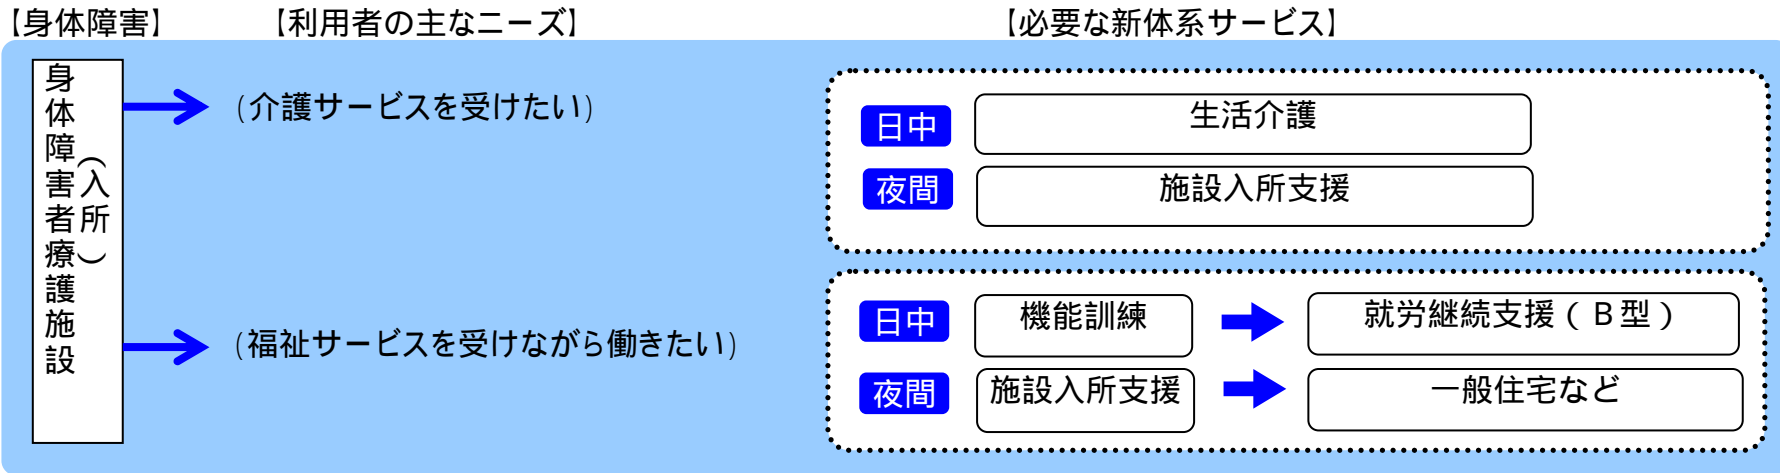 【身体障害】 【利用者の主なニーズ】 【必要な新体系サービス】
身体障害者療護施設
（入所）
(介護サービスを受けたい)
日中 生活介護
夜間 施設入所支援
(福祉サービスを受けながら働きたい)
日中 機能訓練 就労継続支援（Ｂ型）
夜間 施設入所支援 一般住宅など